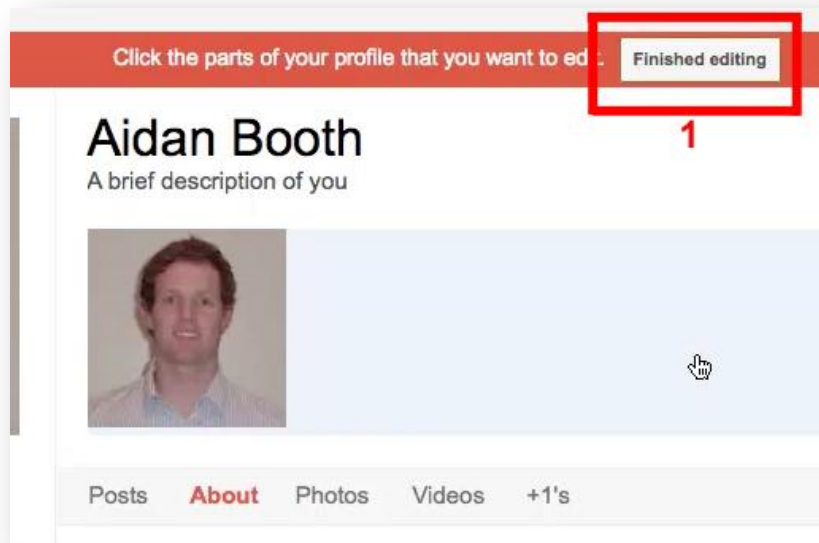 Click the parts of your profile that you want to edit. Finished editing
1
Aidan Booth
A brief description of you
Posts About Photos Videos +1's